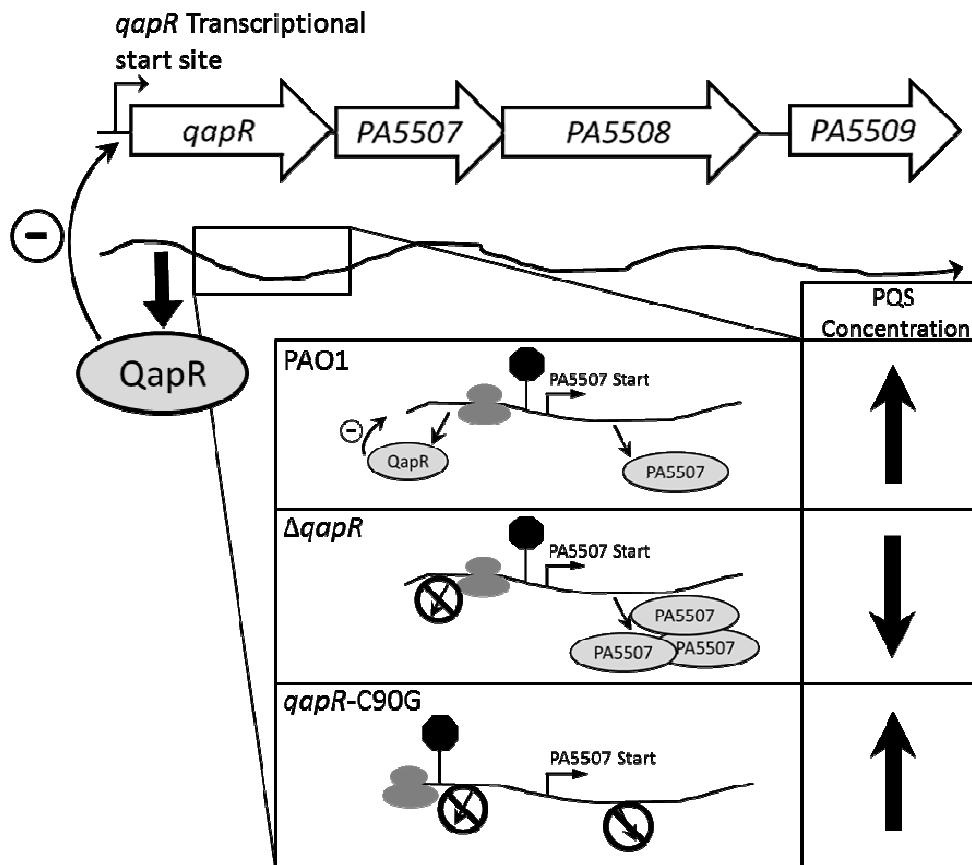 qapR Transcriptional
start site
qapR
PA5507
PA5508
PA5509
−
QapR
PQS
Concentration
PAO1
PA5507 Start
−
QapR
PA5507
ΔqapR
PA5507 Start
PA5507
PA5507
PA5507
qapR-C90G
PA5507 Start